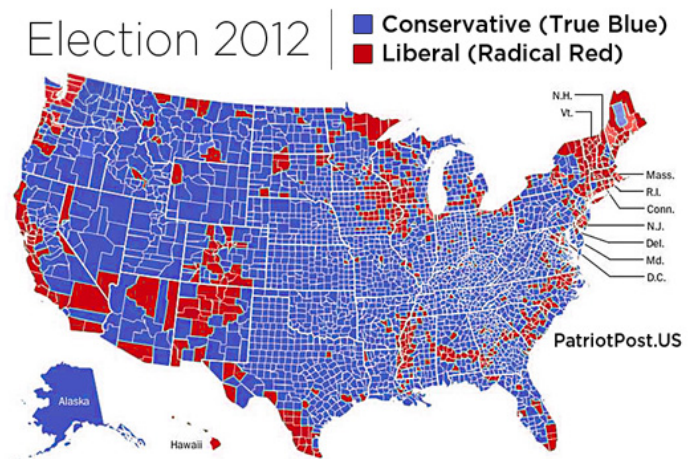 Election 2012
Conservative (True Blue)
Liberal (Radical Red)
N.H.
Vt.
Mass.
R.I.
Conn.
N.J.
Del.
Md.
D.C.
PatriotPost.US
Alaska
Hawaii